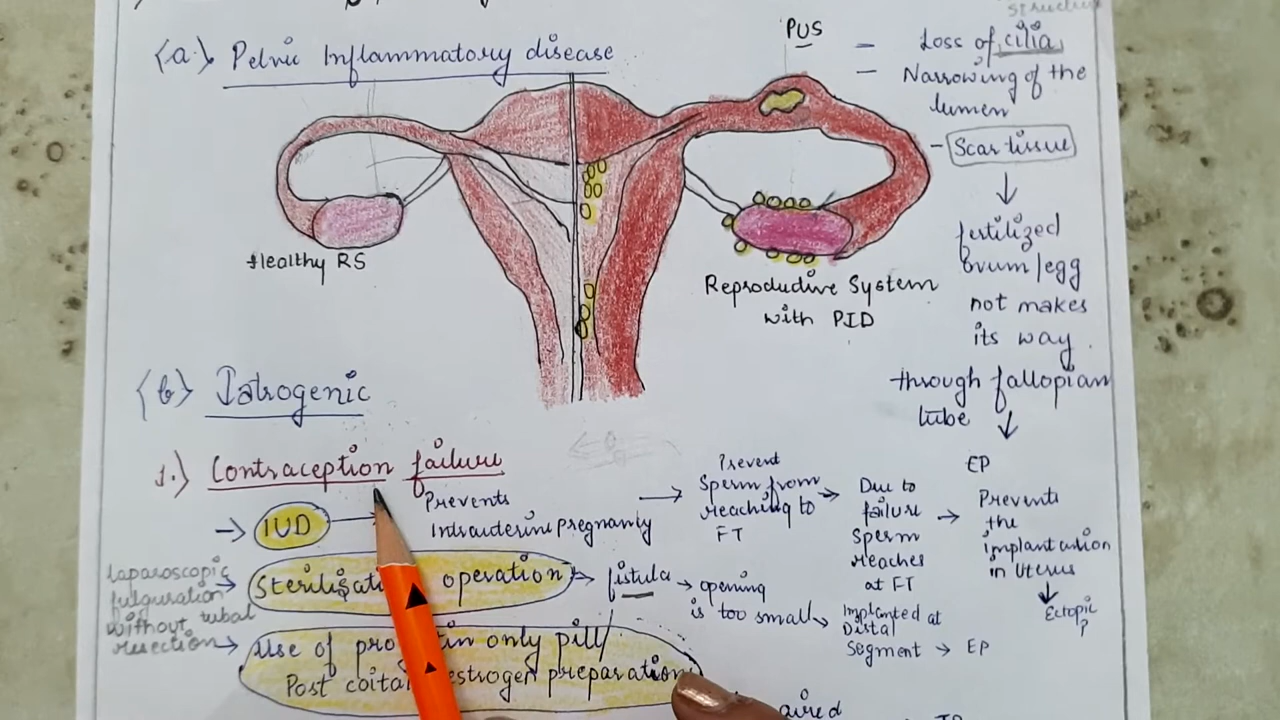 (a) Pelvic Inflammatory disease
PUS
Healthy RS
Reproductive System
with PID
structure
- Loss of cilia
- Narrowing of the
lumen
- Scar tissue
↓
fertilized
ovum/egg
not makes
its way
through fallopian
tube
↓
EP
(b) Iatrogenic
1.) Contraception failure
→ IUD → Prevents
Intrauterine pregnancy
→ Prevent
Sperm from
reaching to
FT
→ Due to
failure
Sperm
reaches
at FT
→ Prevents
the
implantation
in uterus
↓
Ectopic
P
Laparoscopic
fulguration
without tubal
resection
→ Sterilisation operation → fistula → opening
is too small → Implanted at
Distal
Segment → EP
→ Use of progestin only pill/
Post coital estrogen preparation